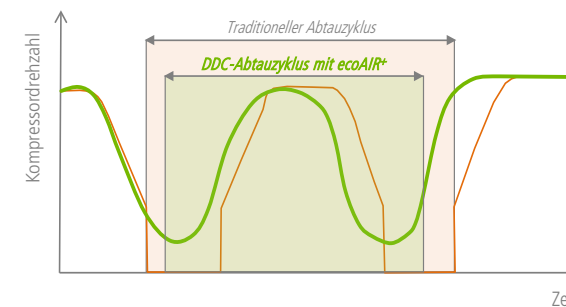 Traditioneller Abtauzyklus
DDC-Abtauzyklus mit ecoAIR+
Kompressordrehzahl